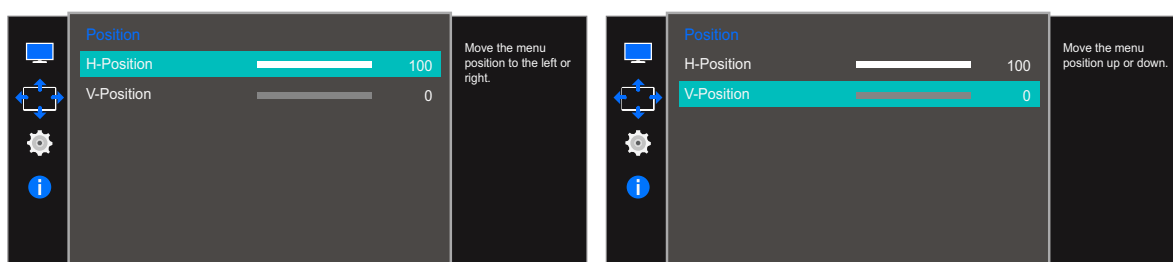 Position
H-Position 100
V-Position 0
Move the menu
position to the left or
right.
Position
H-Position 100
V-Position 0
Move the menu
position up or down.